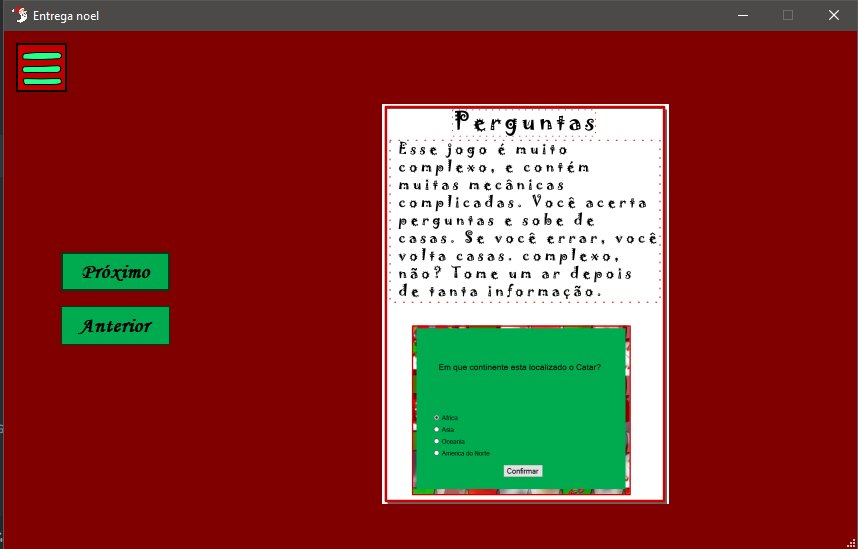 Entrega noel
Perguntas
Esse jogo é muito
complexo, e contém
muitas mecânicas
complicadas. Você acerta
perguntas e sobe de
casas. Se você errar, você
volta casas. complexo,
não? Tome um ar depois
de tanta informação.
Próximo
Anterior
Em que continente esta localizado o Catar?
Africa
Asia
Oceania
America do Norte
Confirmar